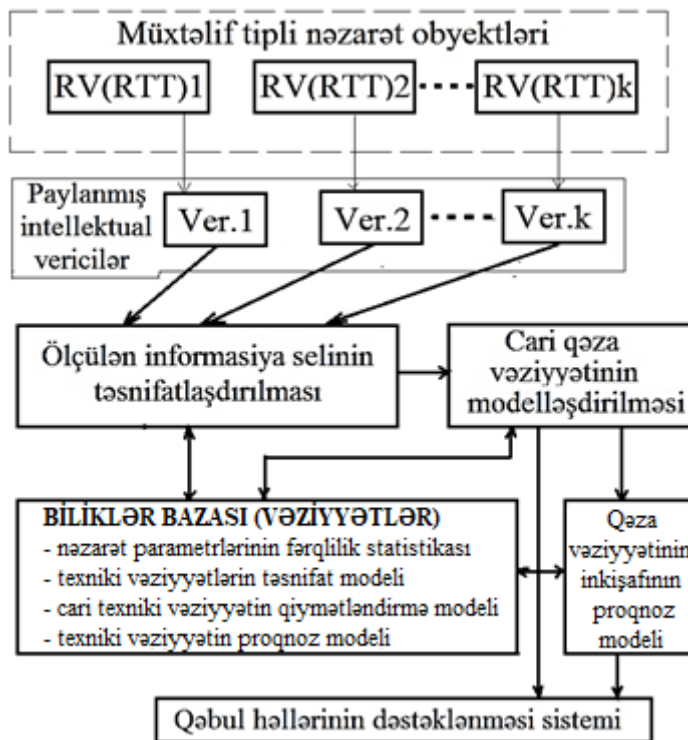 Müxtəlif tipli nəzarət obyektləri
RV(RTT)1 RV(RTT)2 RV(RTT)k
Paylanmış
intellektual
vericilər
Ver.1 Ver.2 Ver.k
Ölçülən informasiya selinin
təsnifatlaşdırılması
Cari qəza
vəziyyətinin
modelləşdirilməsi
BİLİKLƏR BAZASI (VƏZİYYƏTLƏR)
- nəzarət parametrlərinin fərqlilik statistikası
- texniki vəziyyətlərin təsnifat modeli
- cari texniki vəziyyətin qiymətləndirmə modeli
- texniki vəziyyətin proqnoz modeli
Qəza
vəziyyətinin
inkişafının
proqnoz
modeli
Qəbul həllərinin dəstəklənməsi sistemi